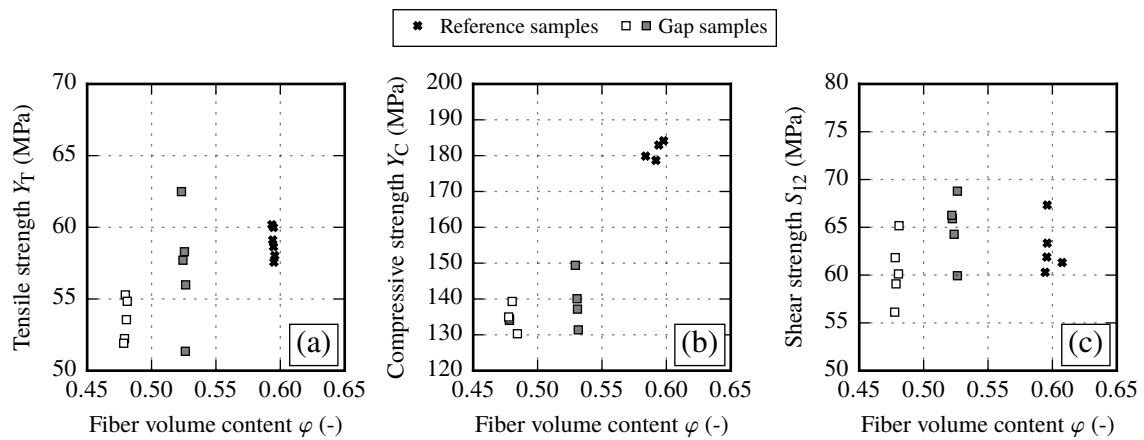 Reference samples Gap samples
70
65
60
55
50
0.45 0.50 0.55 0.60 0.65
Tensile strength Y_T (MPa)
Fiber volume content φ (-)
(a)
200
190
180
170
160
150
140
130
120
0.45 0.50 0.55 0.60 0.65
Compressive strength Y_C (MPa)
Fiber volume content φ (-)
(b)
80
75
70
65
60
55
50
0.45 0.50 0.55 0.60 0.65
Shear strength S_12 (MPa)
Fiber volume content φ (-)
(c)